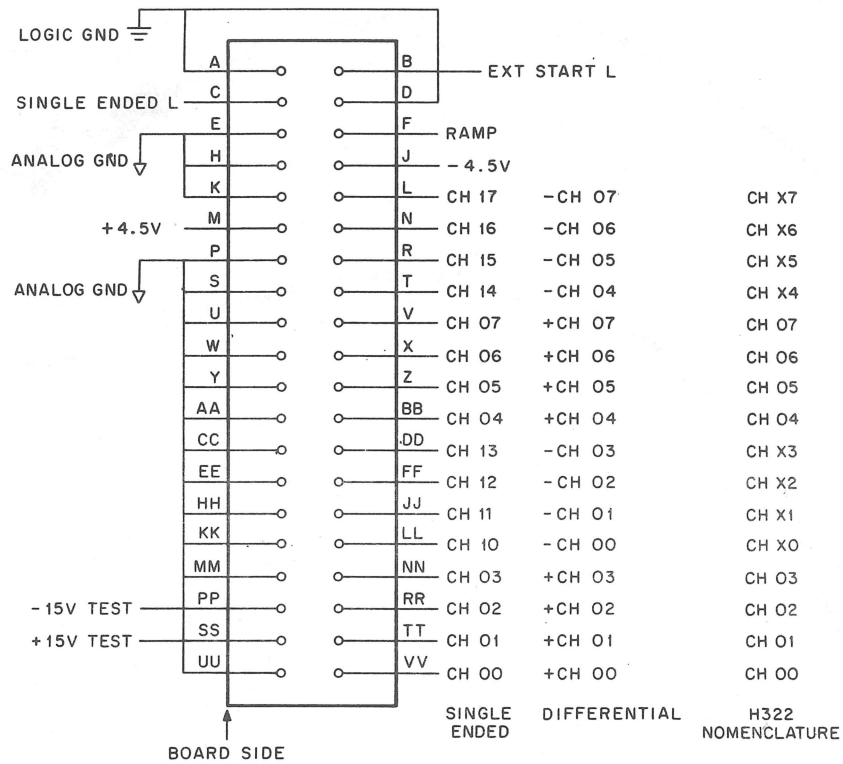 LOGIC GND
A B EXT START L
SINGLE ENDED L C D
E F RAMP
ANALOG GND H J -4.5V
K L CH 17 -CH 07 CH X7
+4.5V M N CH 16 -CH 06 CH X6
P R CH 15 -CH 05 CH X5
ANALOG GND S T CH 14 -CH 04 CH X4
U V CH 07 +CH 07 CH 07
W X CH 06 +CH 06 CH 06
Y Z CH 05 +CH 05 CH 05
AA BB CH 04 +CH 04 CH 04
CC DD CH 13 -CH 03 CH X3
EE FF CH 12 -CH 02 CH X2
HH JJ CH 11 -CH 01 CH X1
KK LL CH 10 -CH 00 CH X0
MM NN CH 03 +CH 03 CH 03
-15V TEST PP RR CH 02 +CH 02 CH 02
+15V TEST SS TT CH 01 +CH 01 CH 01
UU VV CH 00 +CH 00 CH 00
SINGLE DIFFERENTIAL H322
ENDED NOMENCLATURE
BOARD SIDE